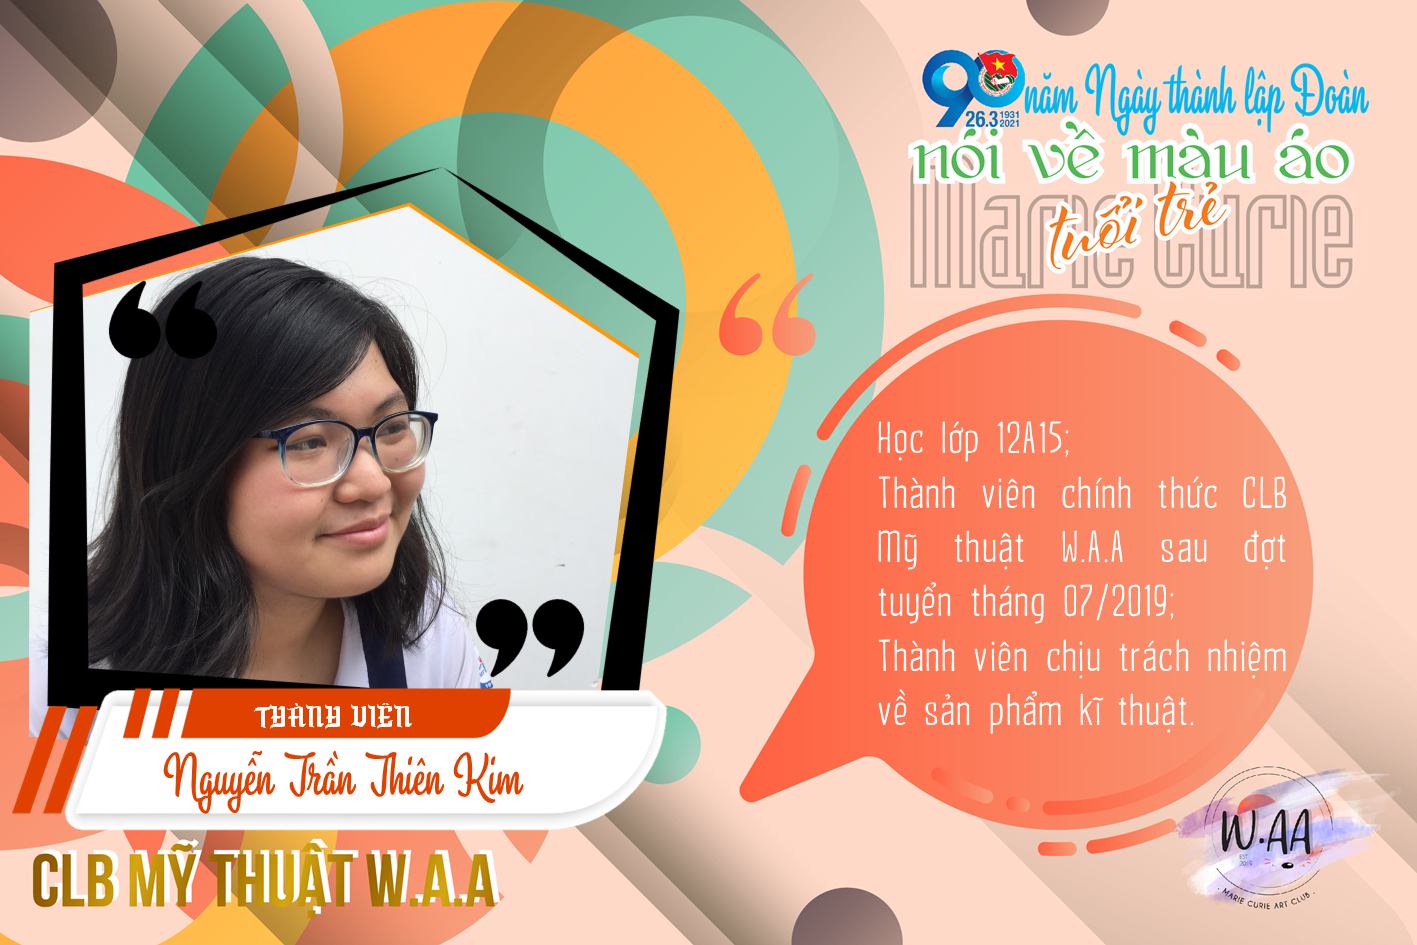 90 năm Ngày thành lập Đoàn
26.3 1931 2021
nói về màu áo
tuổi trẻ
Marie Curie
Học lớp 12A15;
Thành viên chính thức CLB
Mỹ thuật W.A.A sau đợt
tuyển tháng 07/2019;
Thành viên chịu trách nhiệm
về sản phẩm kĩ thuật.
THÀNH VIÊN
Nguyễn Trần Thiên Kim
CLB MỸ THUẬT W.A.A
W.AA
MARIE CURIE ART CLUB